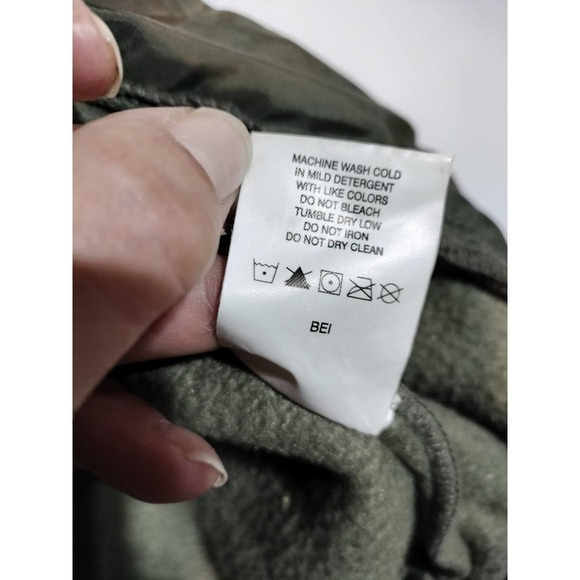 MACHINE WASH COLD
IN MILD DETERGENT
WITH LIKE COLORS
DO NOT BLEACH
TUMBLE DRY LOW
DO NOT IRON
DO NOT DRY CLEAN
BEI